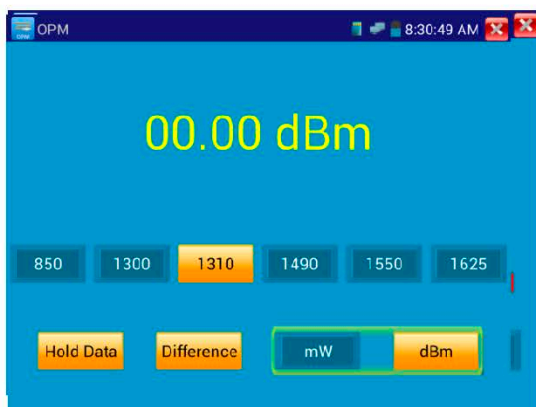 OPM
8:30:49 AM
OPM
00.00 dBm
850 1300 1310 1490 1550 1625
Hold Data Difference mW dBm